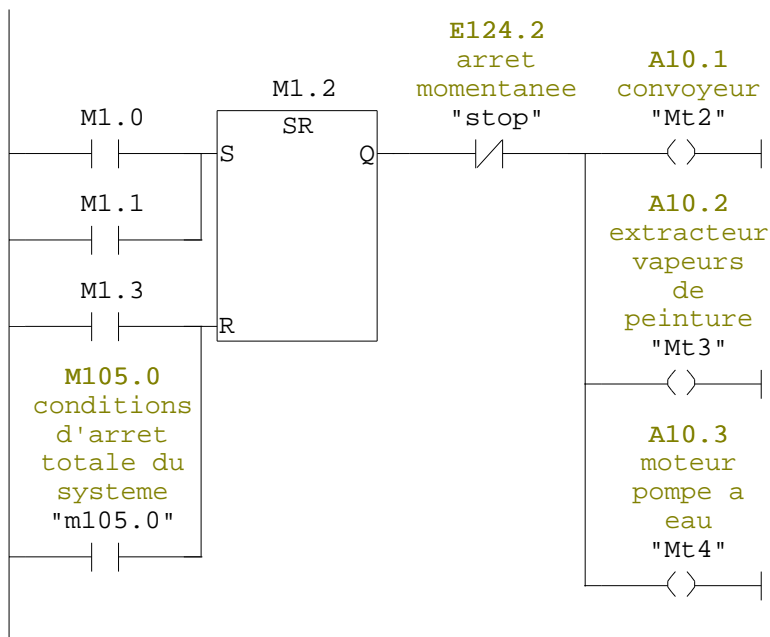 E124.2
arret
momentanee
"stop"
A10.1
convoyeur
"Mt2"
M1.2
SR
S
Q
R
M1.0
M1.1
M1.3
M105.0
conditions
d'arret
totale du
systeme
"m105.0"
A10.2
extracteur
vapeurs
de
peinture
"Mt3"
A10.3
moteur
pompe a
eau
"Mt4"